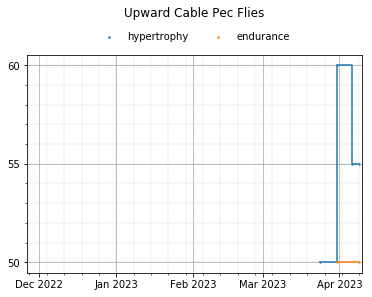 Upward Cable Pec Flies
hypertrophy endurance
60
55
50
Dec 2022 Jan 2023 Feb 2023 Mar 2023 Apr 2023